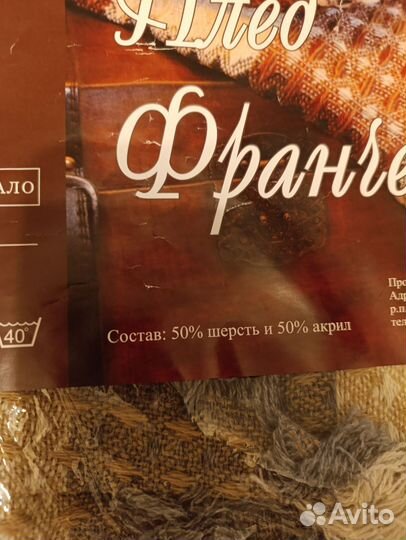 Плед
Франче
АЛО
40°
Состав: 50% шерсть и 50% акрил
Про
Адр
р.п.
тел
Avito